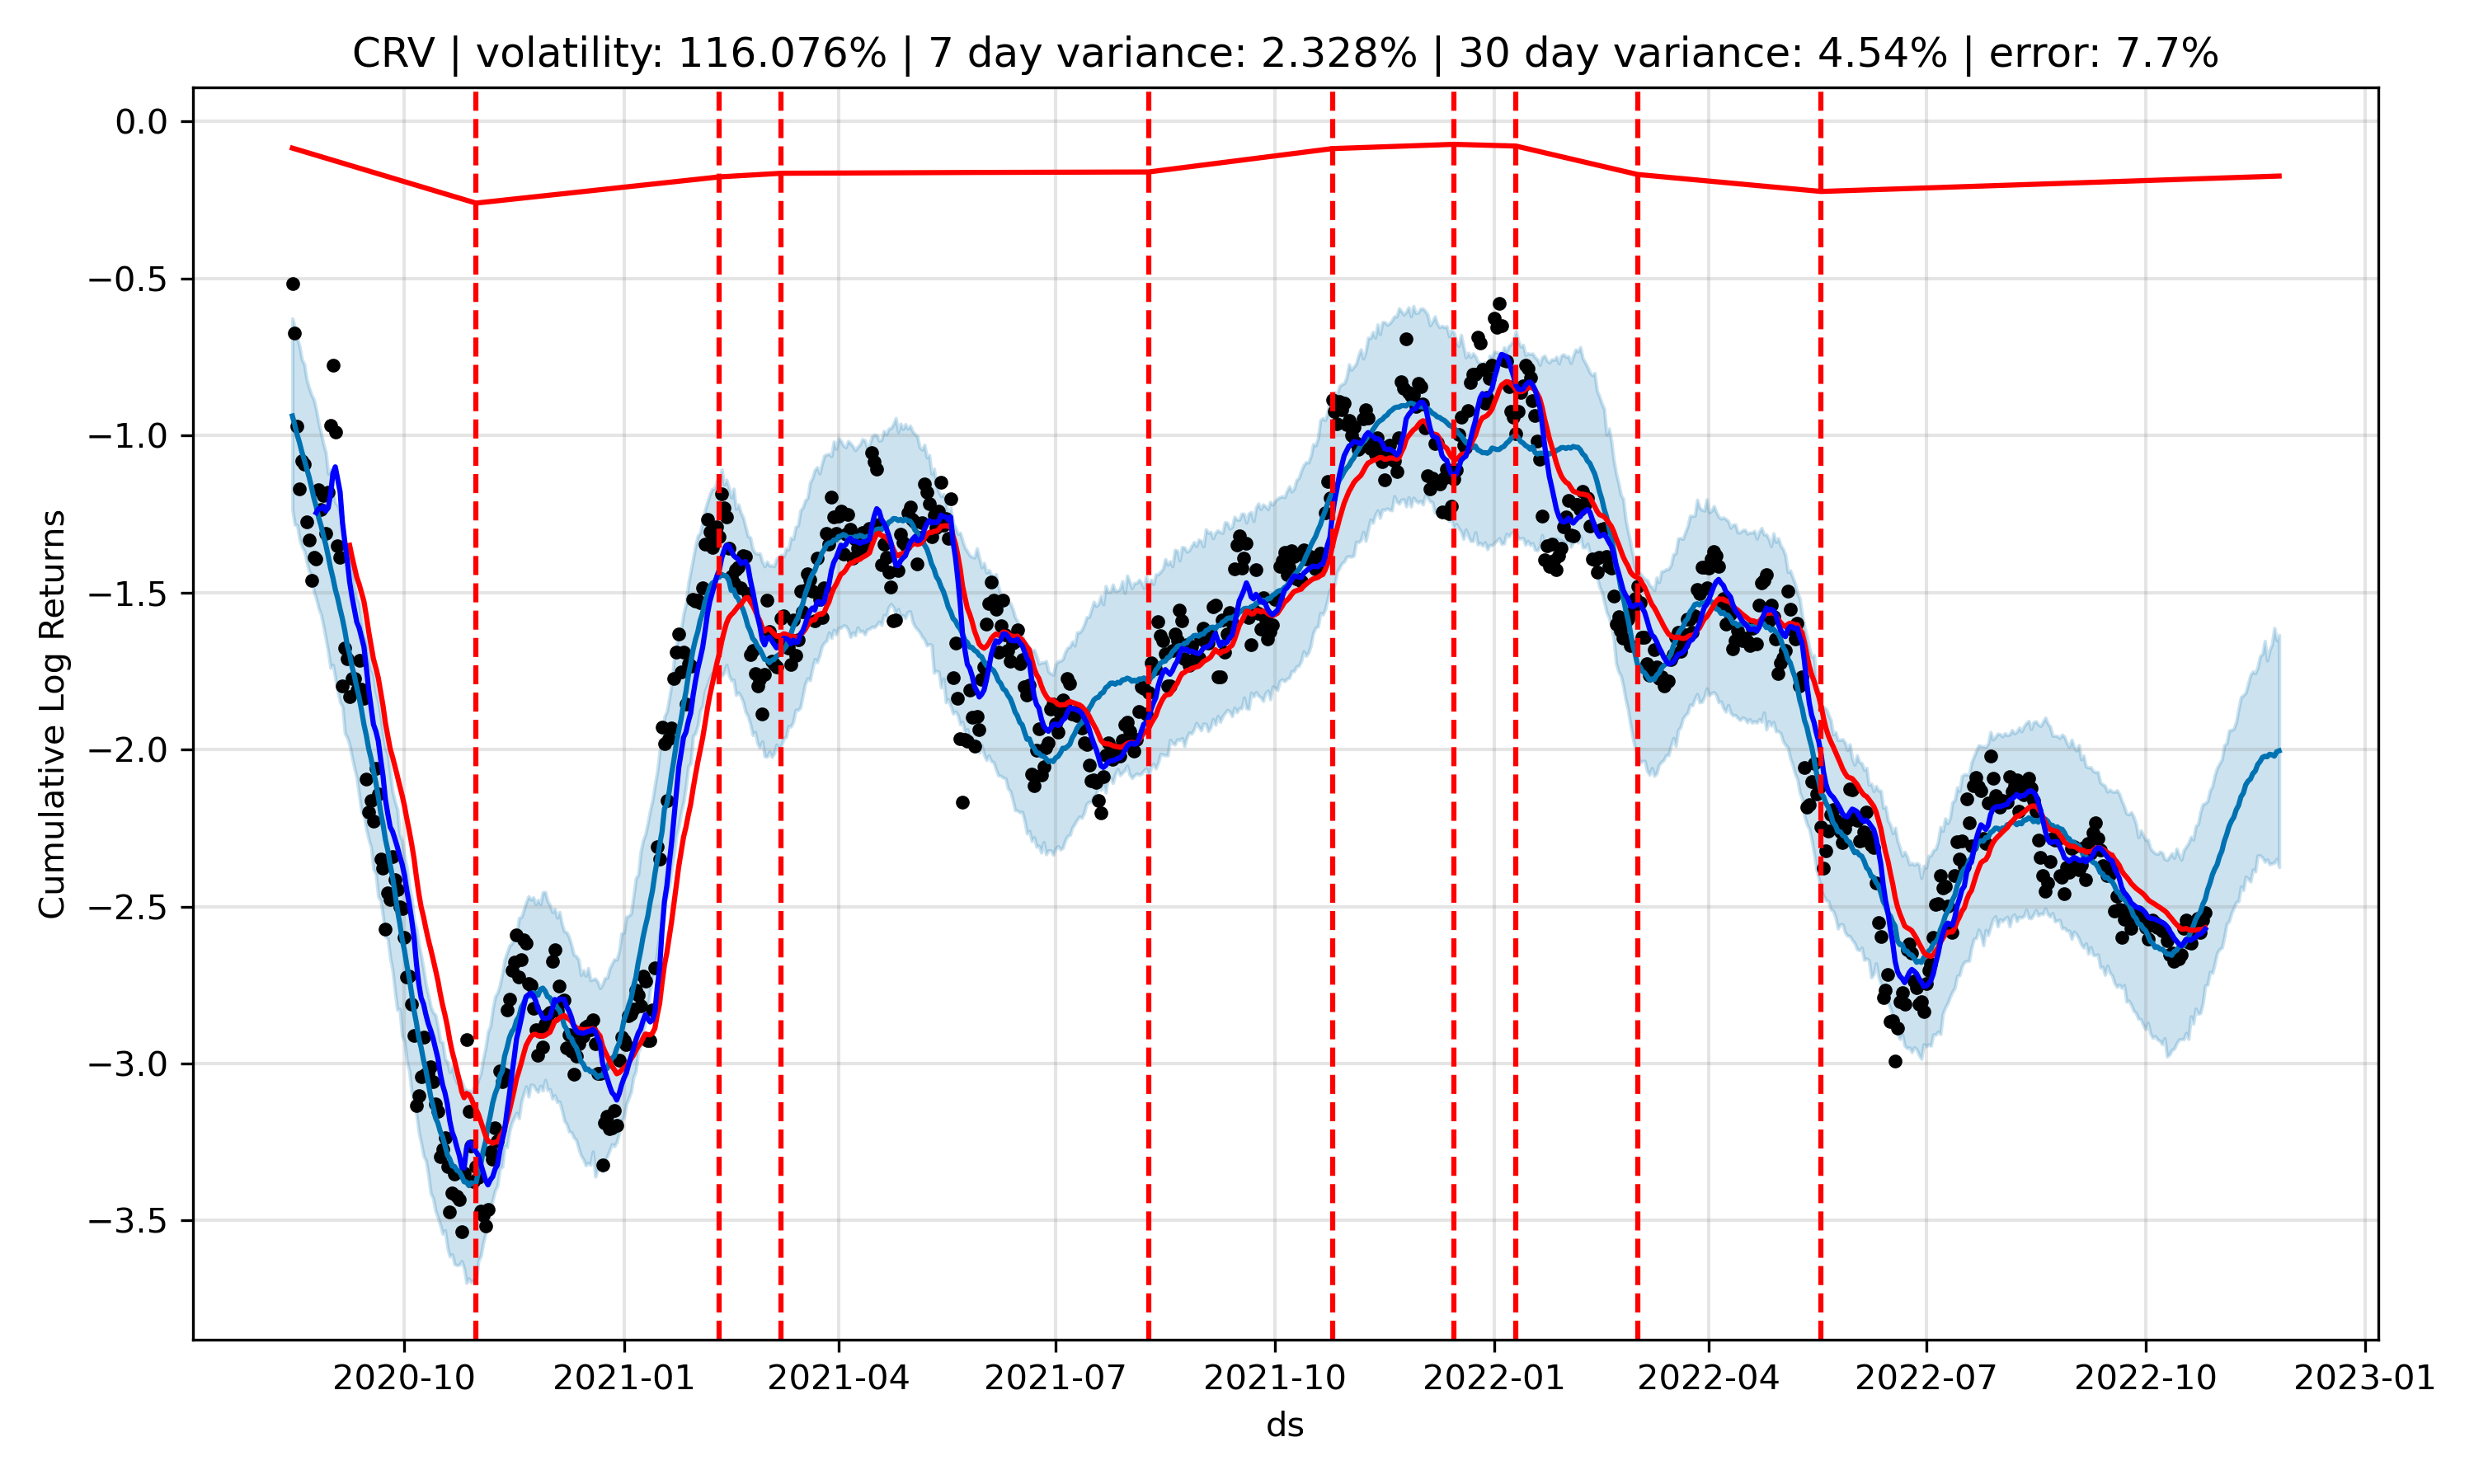 CRV | volatility: 116.076% | 7 day variance: 2.328% | 30 day variance: 4.54% | error: 7.7%
Cumulative Log Returns
0.0
−0.5
−1.0
−1.5
−2.0
−2.5
−3.0
−3.5
2020-10 2021-01 2021-04 2021-07 2021-10 2022-01 2022-04 2022-07 2022-10 2023-01
ds